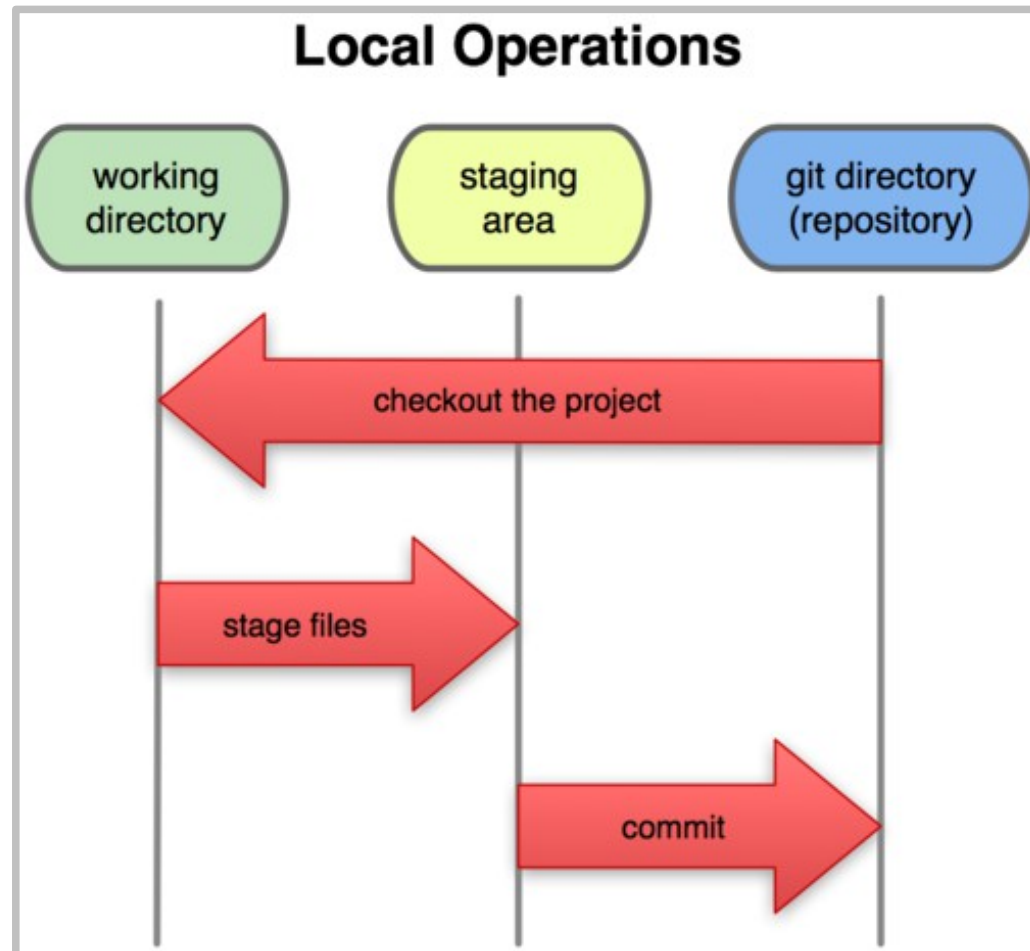 Local Operations
working
directory
staging
area
git directory
(repository)
checkout the project
stage files
commit